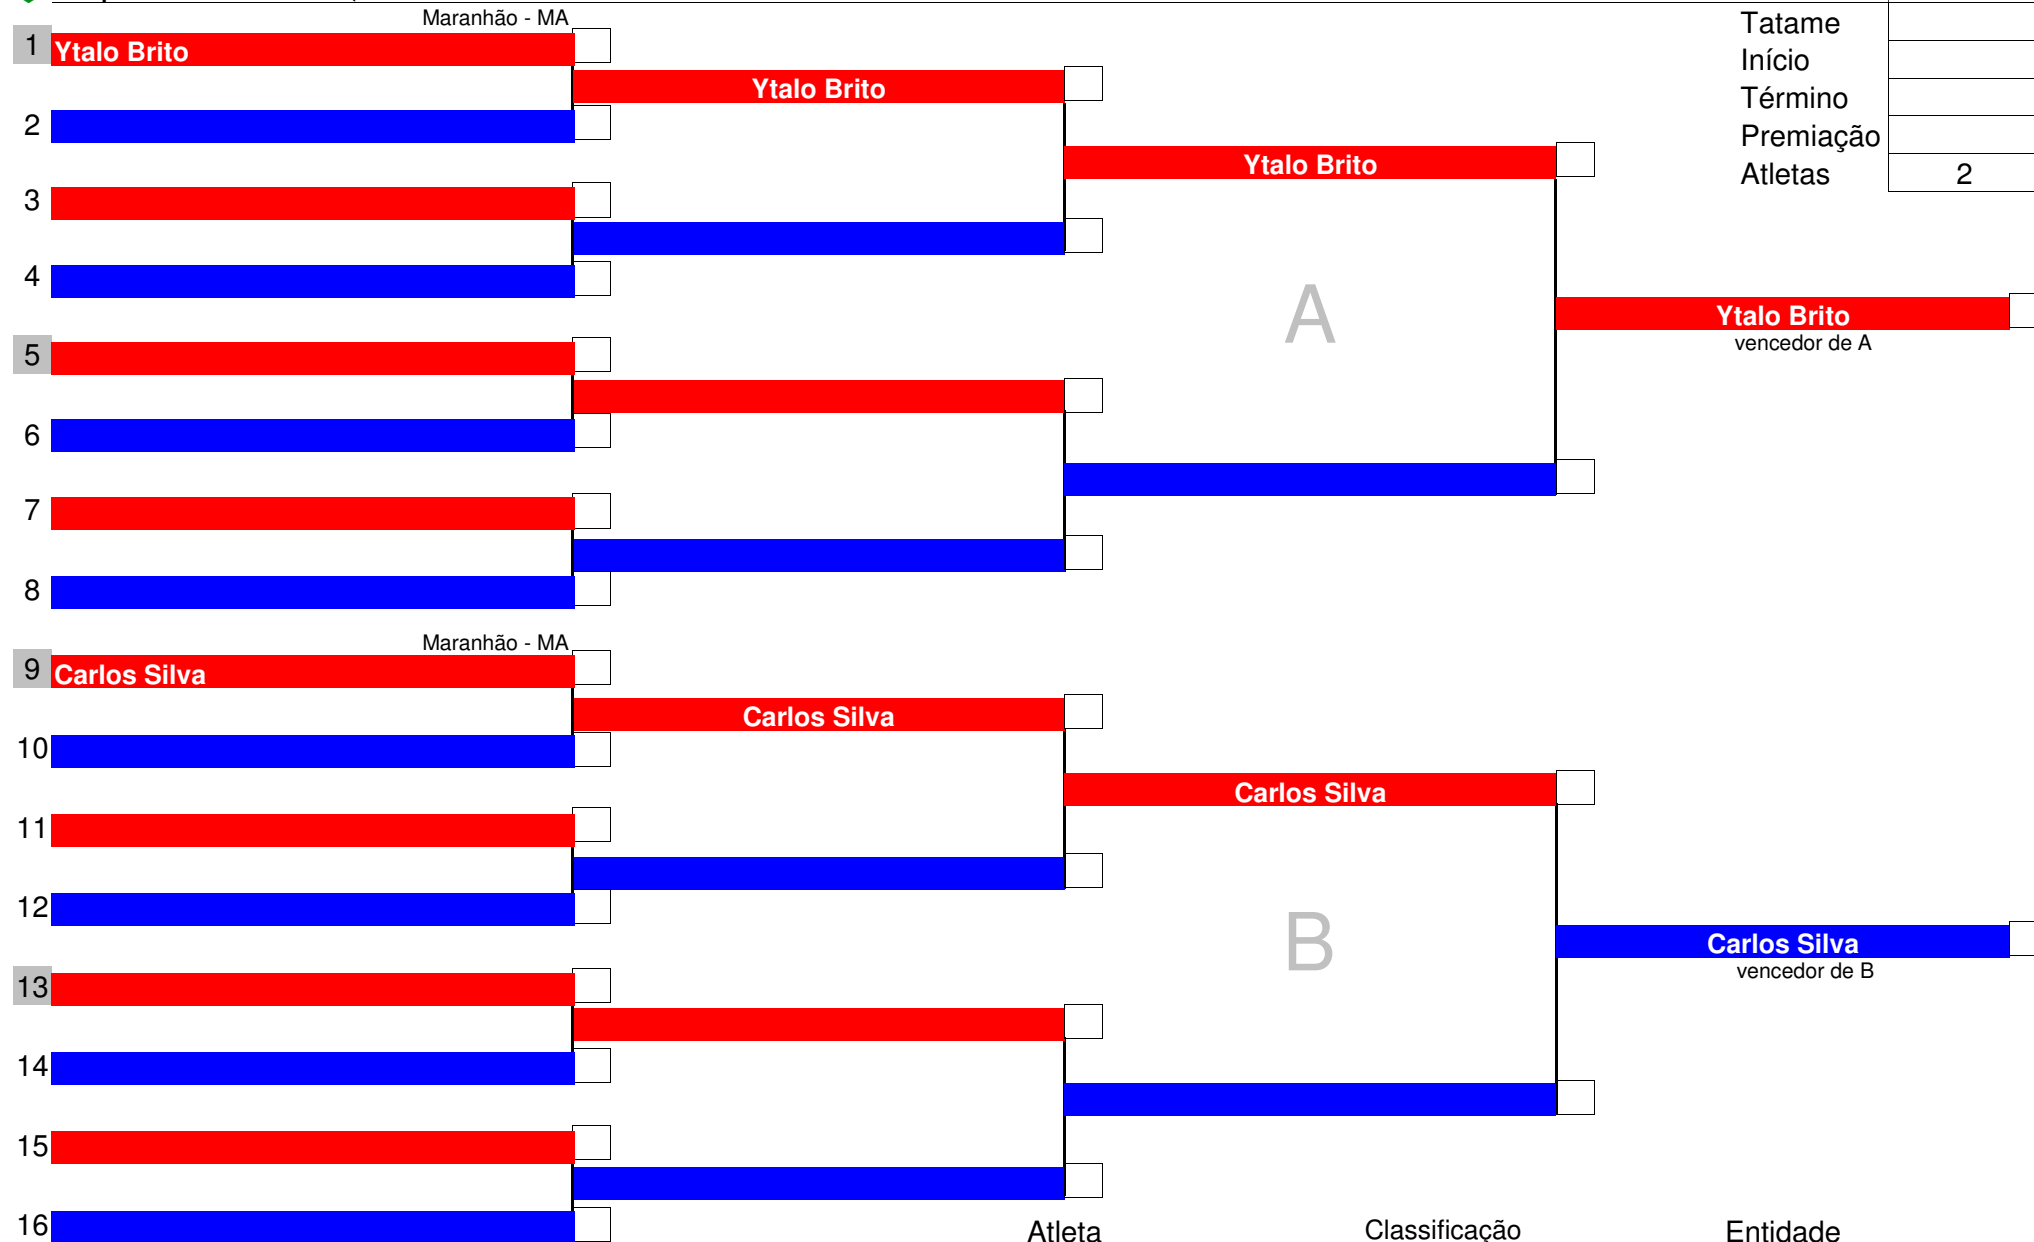 Maranhão - MA
Tatame
1 Ytalo Brito
Início
Ytalo Brito
Término
2
Premiação
Ytalo Brito
Atletas 2
3
4
A
Ytalo Brito
vencedor de A
5
6
7
8
Maranhão - MA
9 Carlos Silva
Carlos Silva
10
Carlos Silva
11
12
B
Carlos Silva
vencedor de B
13
14
15
16
Atleta Classificação Entidade